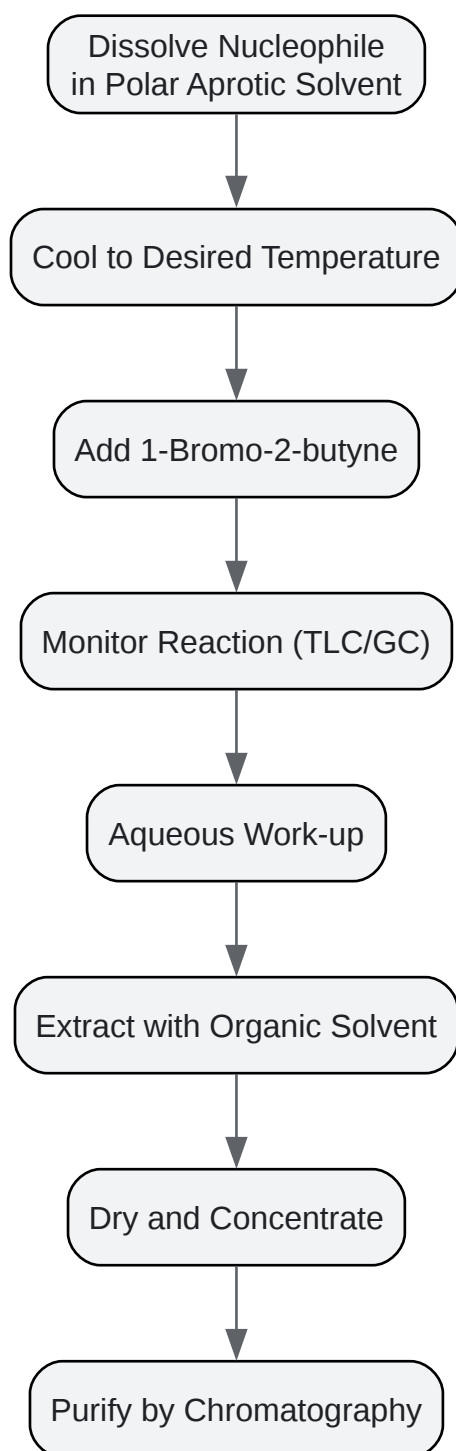 Dissolve Nucleophile
in Polar Aprotic Solvent
Cool to Desired Temperature
Add 1-Bromo-2-butyne
Monitor Reaction (TLC/GC)
Aqueous Work-up
Extract with Organic Solvent
Dry and Concentrate
Purify by Chromatography